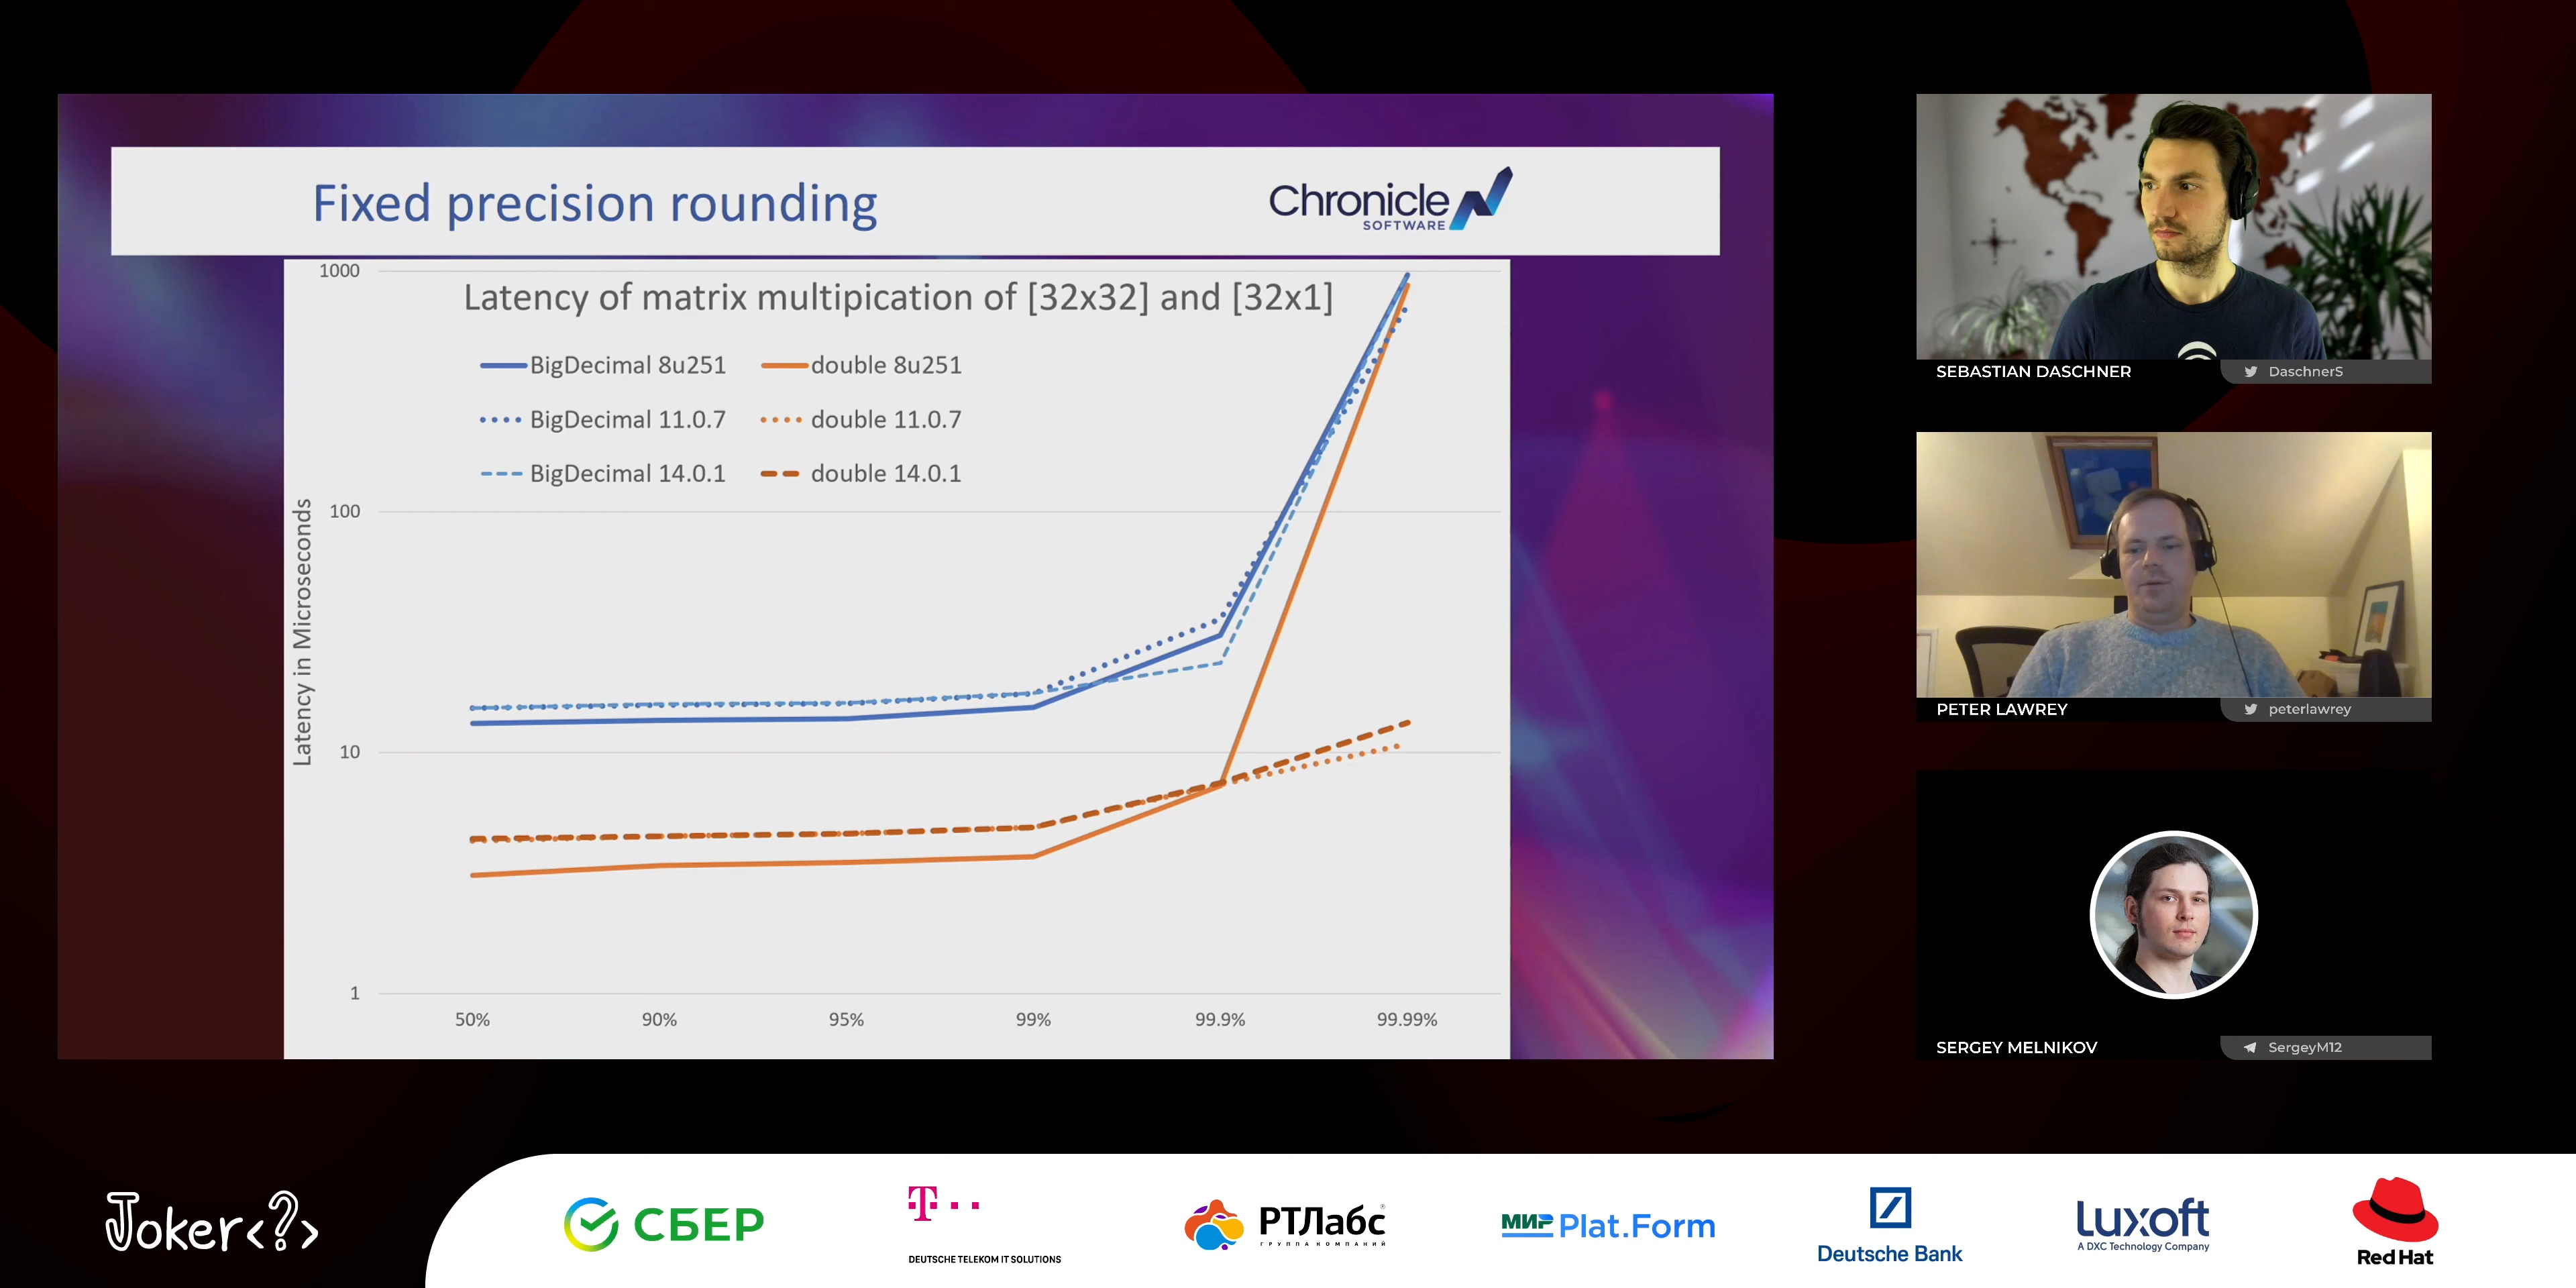 Fixed precision rounding
Chronicle
SOFTWARE
Latency of matrix multipication of [32x32] and [32x1]
BigDecimal 8u251
double 8u251
BigDecimal 11.0.7
double 11.0.7
BigDecimal 14.0.1
double 14.0.1
Latency in Microseconds
1000
100
10
1
50%
90%
95%
99%
99.9%
99.99%
SEBASTIAN DASCHNER
DaschnerS
PETER LAWREY
peterlawrey
SERGEY MELNIKOV
SergeyM12
Joker<?>
СБЕР
T
DEUTSCHE TELEKOM IT SOLUTIONS
РТЛабс
ГРУППА КОМПАНИЙ
МИР Plat.Form
Deutsche Bank
Luxoft
A DXC Technology Company
Red Hat